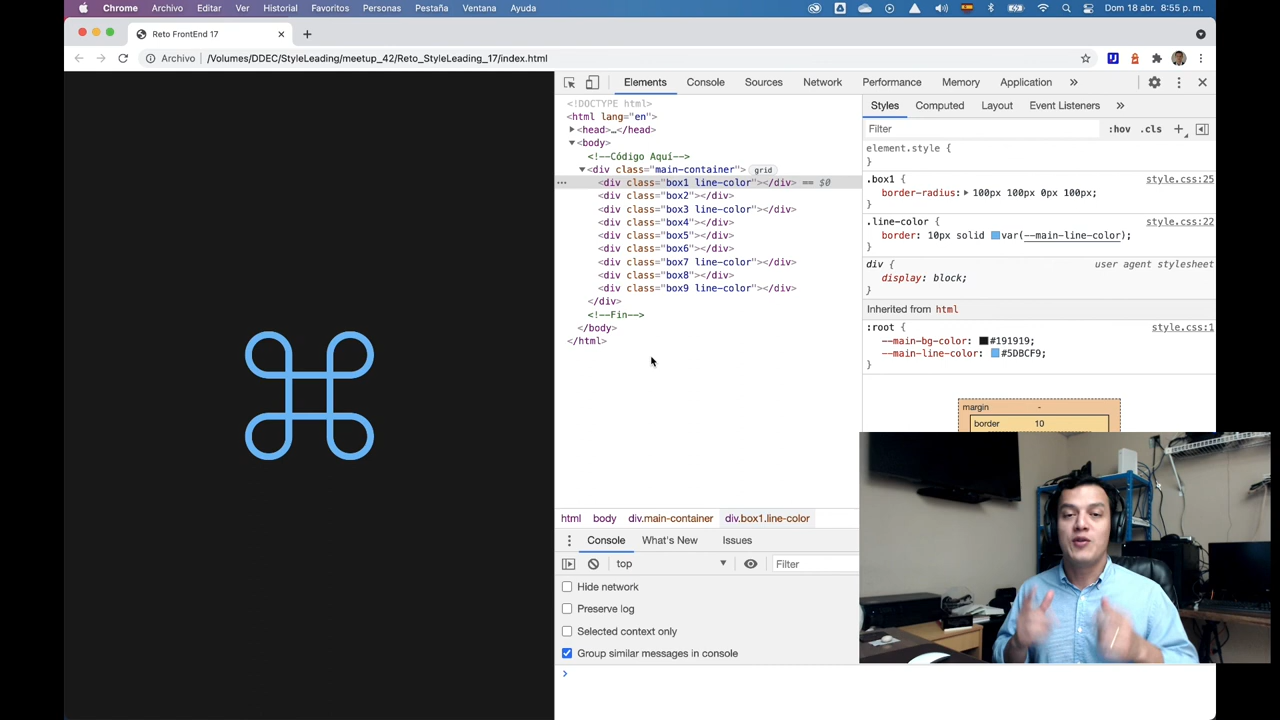 Chrome Archivo Editar Ver Historial Favoritos Personas Pestaña Ventana Ayuda Dom 18 abr. 8:55 p. m.
Reto FrontEnd 17
Archivo /Volumes/DDEC/StyleLeading/meetup_42/Reto_StyleLeading_17/index.html
Elements Console Sources Network Performance Memory Application »
<!DOCTYPE html>
<html lang="en">
<head>…</head>
<body>
<!--Código Aquí-->
<div class="main-container"> grid
<div class="box1 line-color"></div> == $0
<div class="box2"></div>
<div class="box3 line-color"></div>
<div class="box4"></div>
<div class="box5"></div>
<div class="box6"></div>
<div class="box7 line-color"></div>
<div class="box8"></div>
<div class="box9 line-color"></div>
</div>
<!--Fin-->
</body>
</html>
html body div.main-container div.box1.line-color
Console What's New Issues
top Filter
Hide network
Preserve log
Selected context only
Group similar messages in console
Styles Computed Layout Event Listeners »
Filter :hov .cls +
element.style {
}
.box1 { style.css:25
border-radius: 100px 100px 0px 100px;
}
.line-color { style.css:22
border: 10px solid var(--main-line-color);
}
div { user agent stylesheet
display: block;
}
Inherited from html
:root { style.css:1
--main-bg-color: #191919;
--main-line-color: #5DBCF9;
}
margin -
border 10